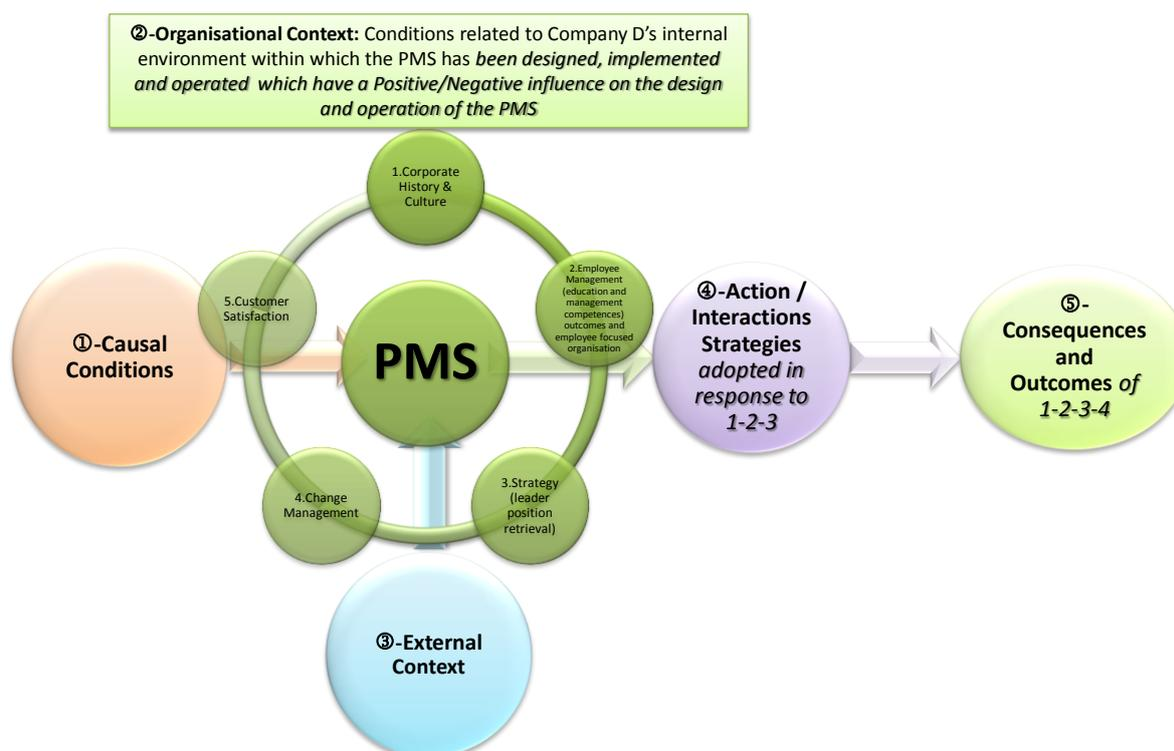 ②-Organisational Context: Conditions related to Company D’s internal
environment within which the PMS has been designed, implemented
and operated which have a Positive/Negative influence on the design
and operation of the PMS
1.Corporate
History &
Culture
2.Employee
Management
(education and
management
competences)
outcomes and
employee focused
organisation
5.Customer
Satisfaction
①-Causal
Conditions
PMS
④-Action /
Interactions
Strategies
adopted in
response to
1-2-3
⑤-
Consequences
and
Outcomes of
1-2-3-4
4.Change
Management
3.Strategy
(leader
position
retrieval)
③-External
Context